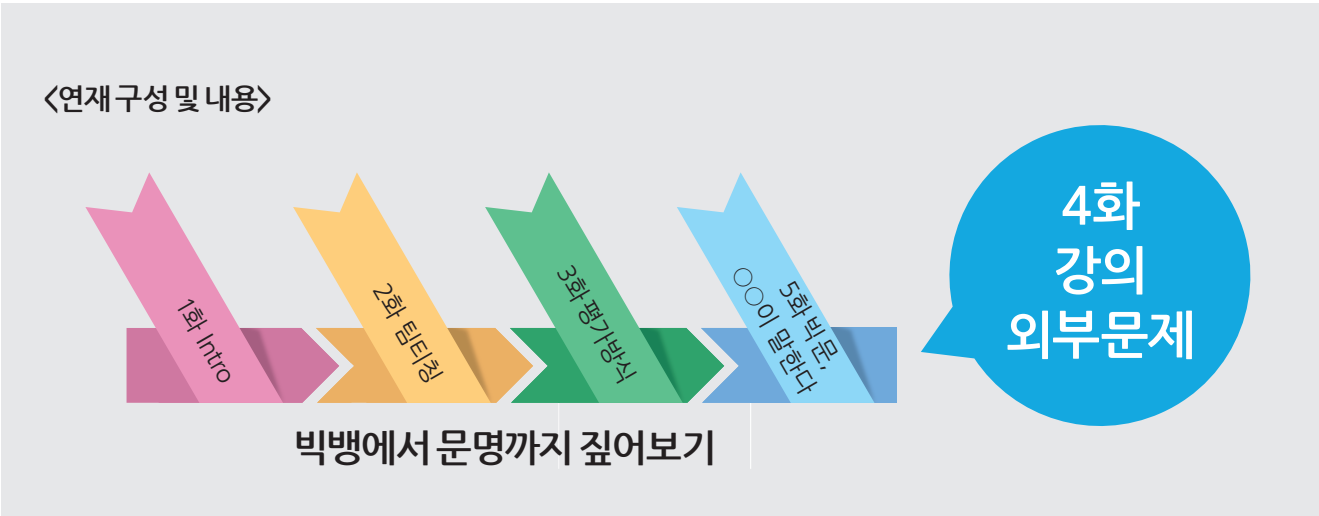 <연재 구성 및 내용>
1화 Intro
2화 팀티칭
3화 평가방식
5화 빅 문,
○○이 말한다
4화
강의
외부문제
빅뱅에서 문명까지 짚어보기